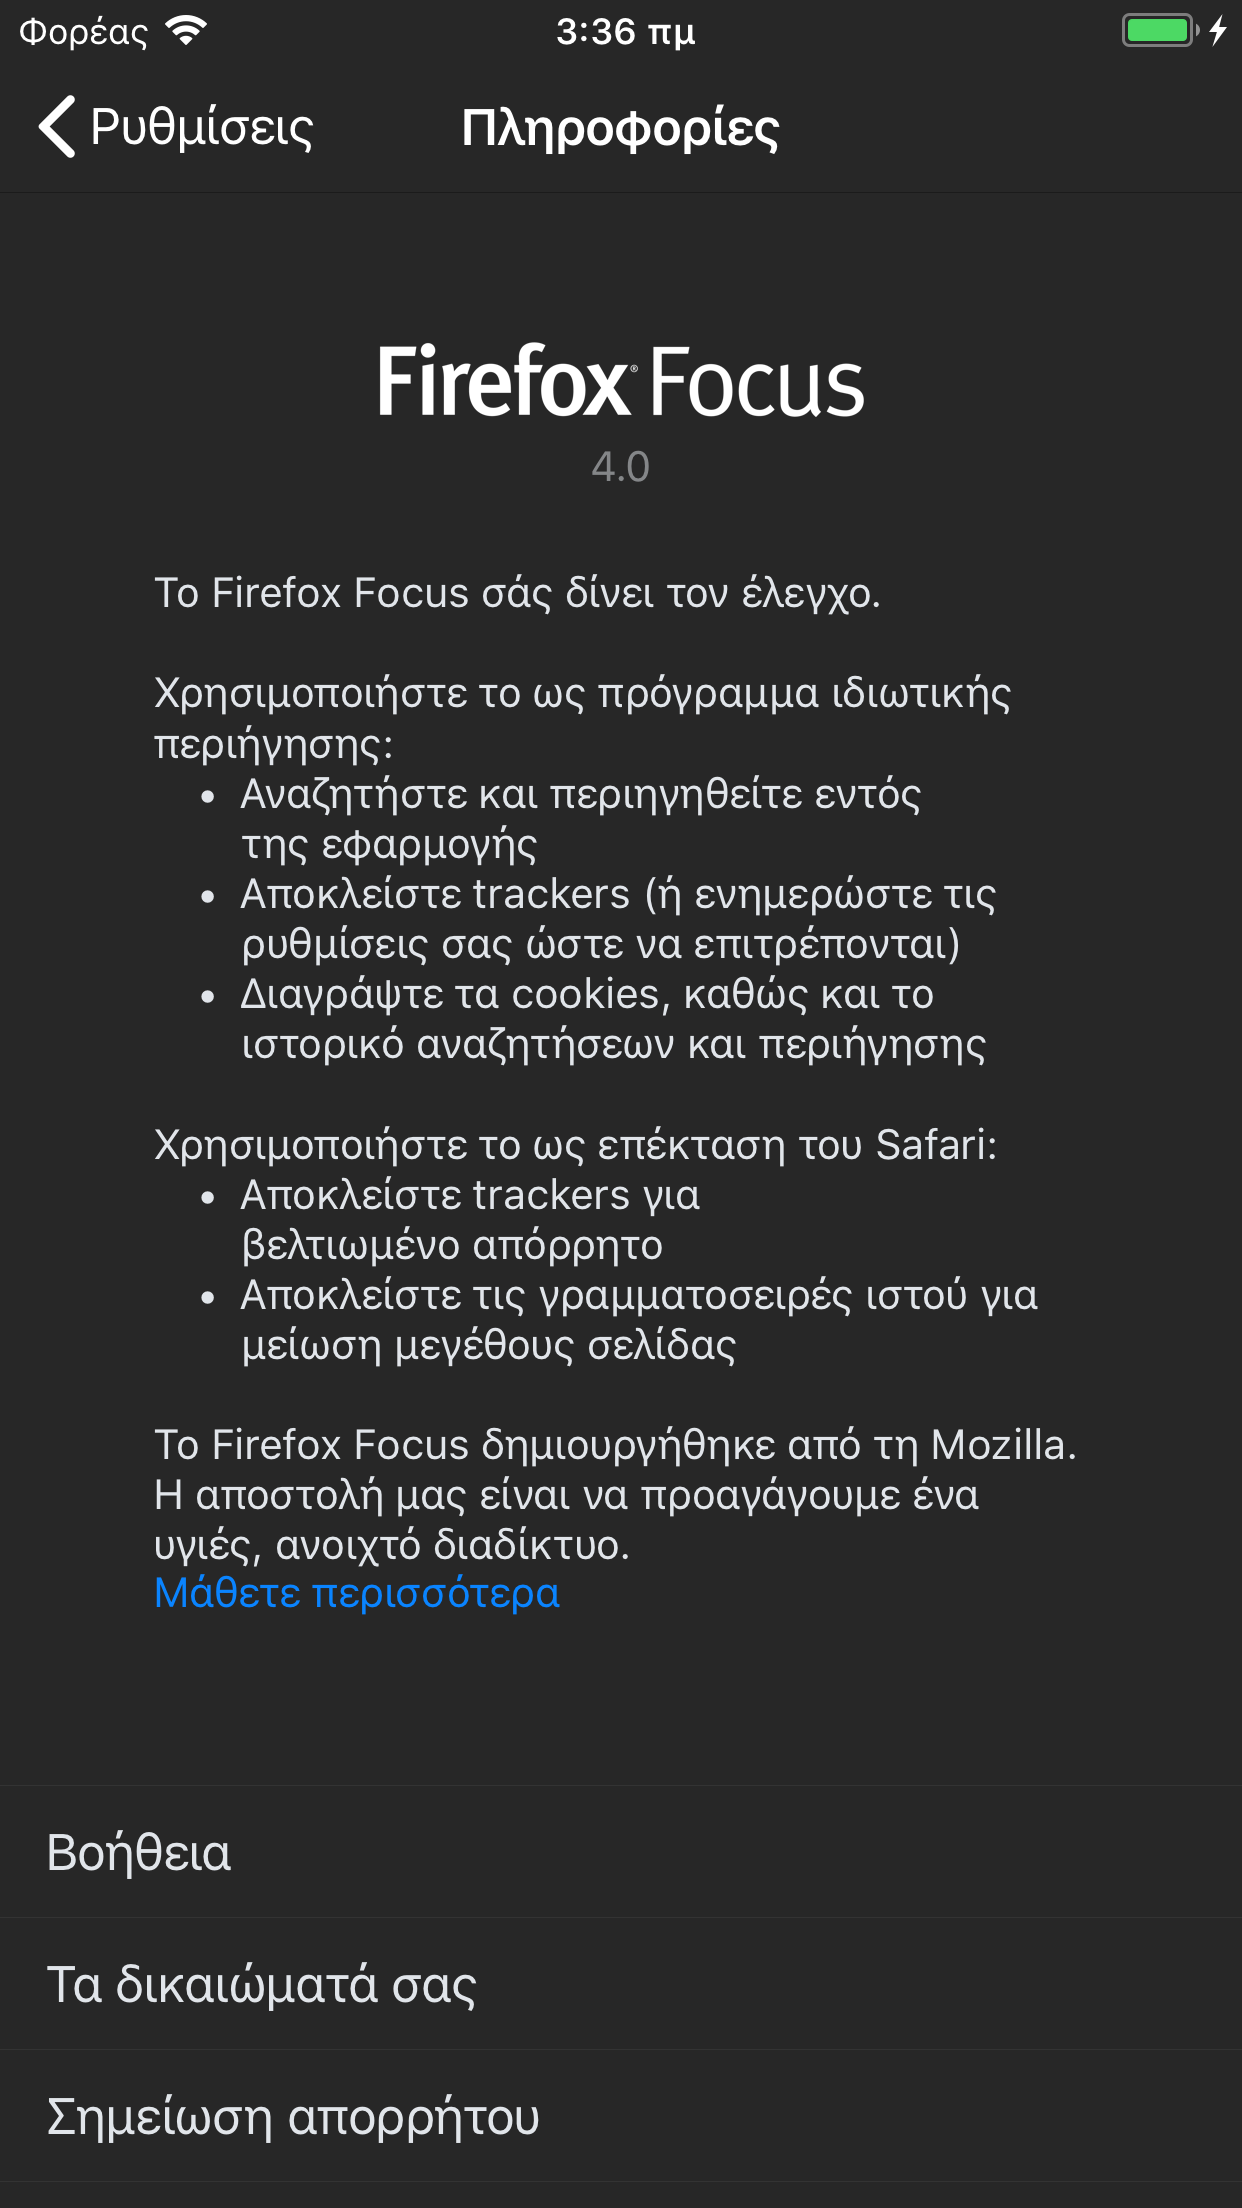 Φορέας 3:36 πμ
Ρυθμίσεις Πληροφορίες
Firefox® Focus
4.0
Το Firefox Focus σάς δίνει τον έλεγχο.
Χρησιμοποιήστε το ως πρόγραμμα ιδιωτικής
περιήγησης:
• Αναζητήστε και περιηγηθείτε εντός
της εφαρμογής
• Αποκλείστε trackers (ή ενημερώστε τις
ρυθμίσεις σας ώστε να επιτρέπονται)
• Διαγράψτε τα cookies, καθώς και το
ιστορικό αναζητήσεων και περιήγησης
Χρησιμοποιήστε το ως επέκταση του Safari:
• Αποκλείστε trackers για
βελτιωμένο απόρρητο
• Αποκλείστε τις γραμματοσειρές ιστού για
μείωση μεγέθους σελίδας
Το Firefox Focus δημιουργήθηκε από τη Mozilla.
Η αποστολή μας είναι να προαγάγουμε ένα
υγιές, ανοιχτό διαδίκτυο.
Μάθετε περισσότερα
Βοήθεια
Τα δικαιώματά σας
Σημείωση απορρήτου